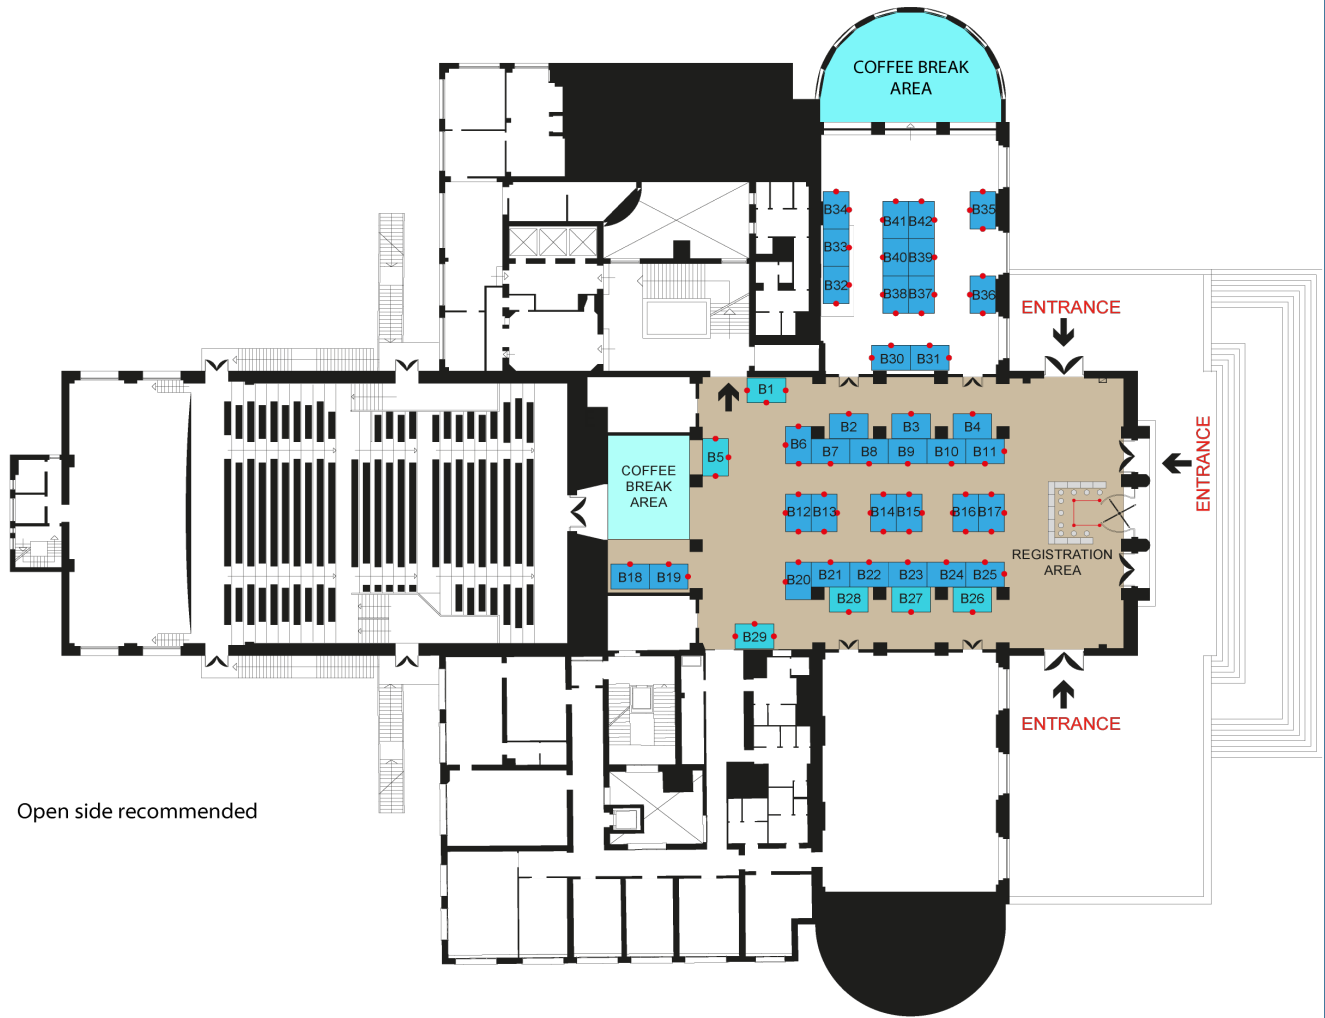 COFFEE BREAK
AREA
B34
B41 B42
B35
B33
B40 B39
B32
B38 B37
B36
ENTRANCE
B30 B31
B1
B2
B3
B4
B6
B7 B8 B9 B10 B11
B5
COFFEE
BREAK
AREA
ENTRANCE
B12 B13
B14 B15
B16 B17
REGISTRATION
AREA
B18 B19
B20
B21 B22 B23 B24 B25
B28
B27
B26
B29
ENTRANCE
Open side recommended